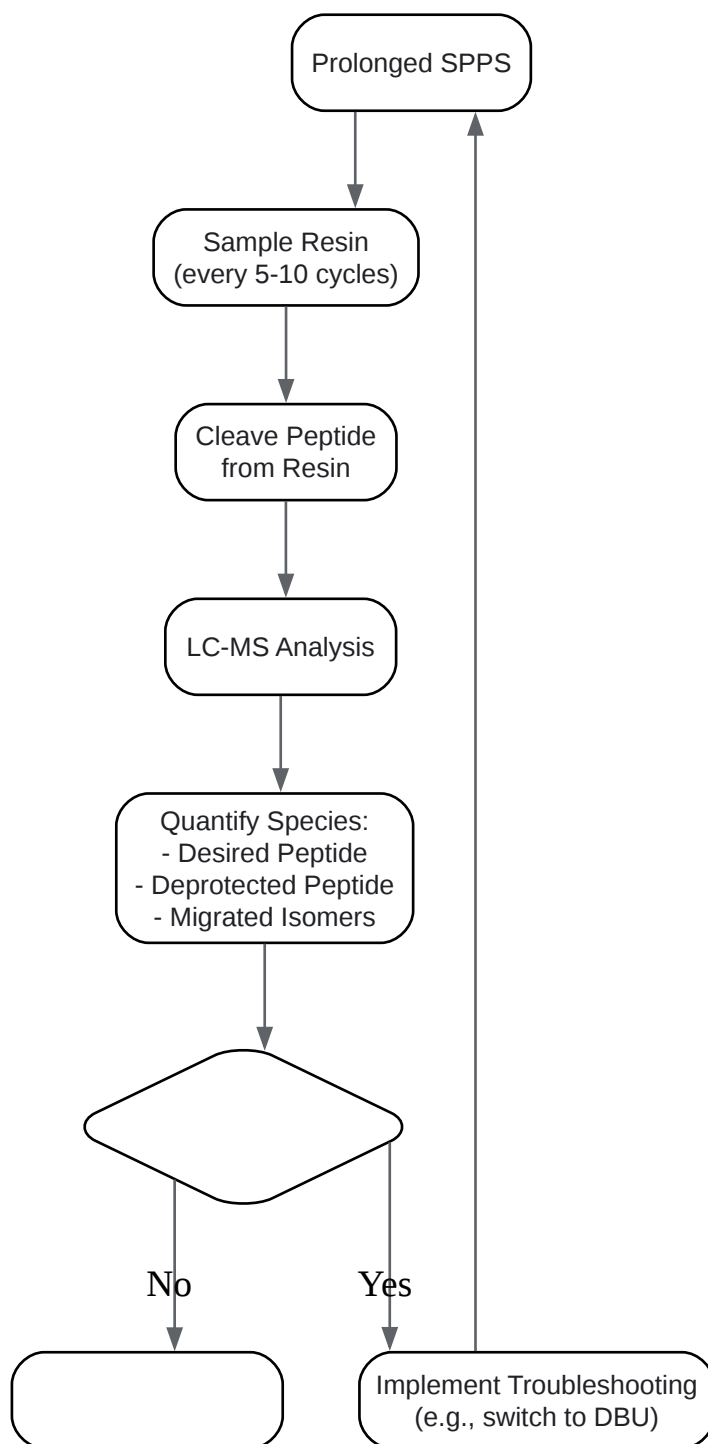 Prolonged SPPS
Sample Resin
(every 5-10 cycles)
Cleave Peptide
from Resin
LC-MS Analysis
Quantify Species:
- Desired Peptide
- Deprotected Peptide
- Migrated Isomers
No
Yes
Implement Troubleshooting
(e.g., switch to DBU)